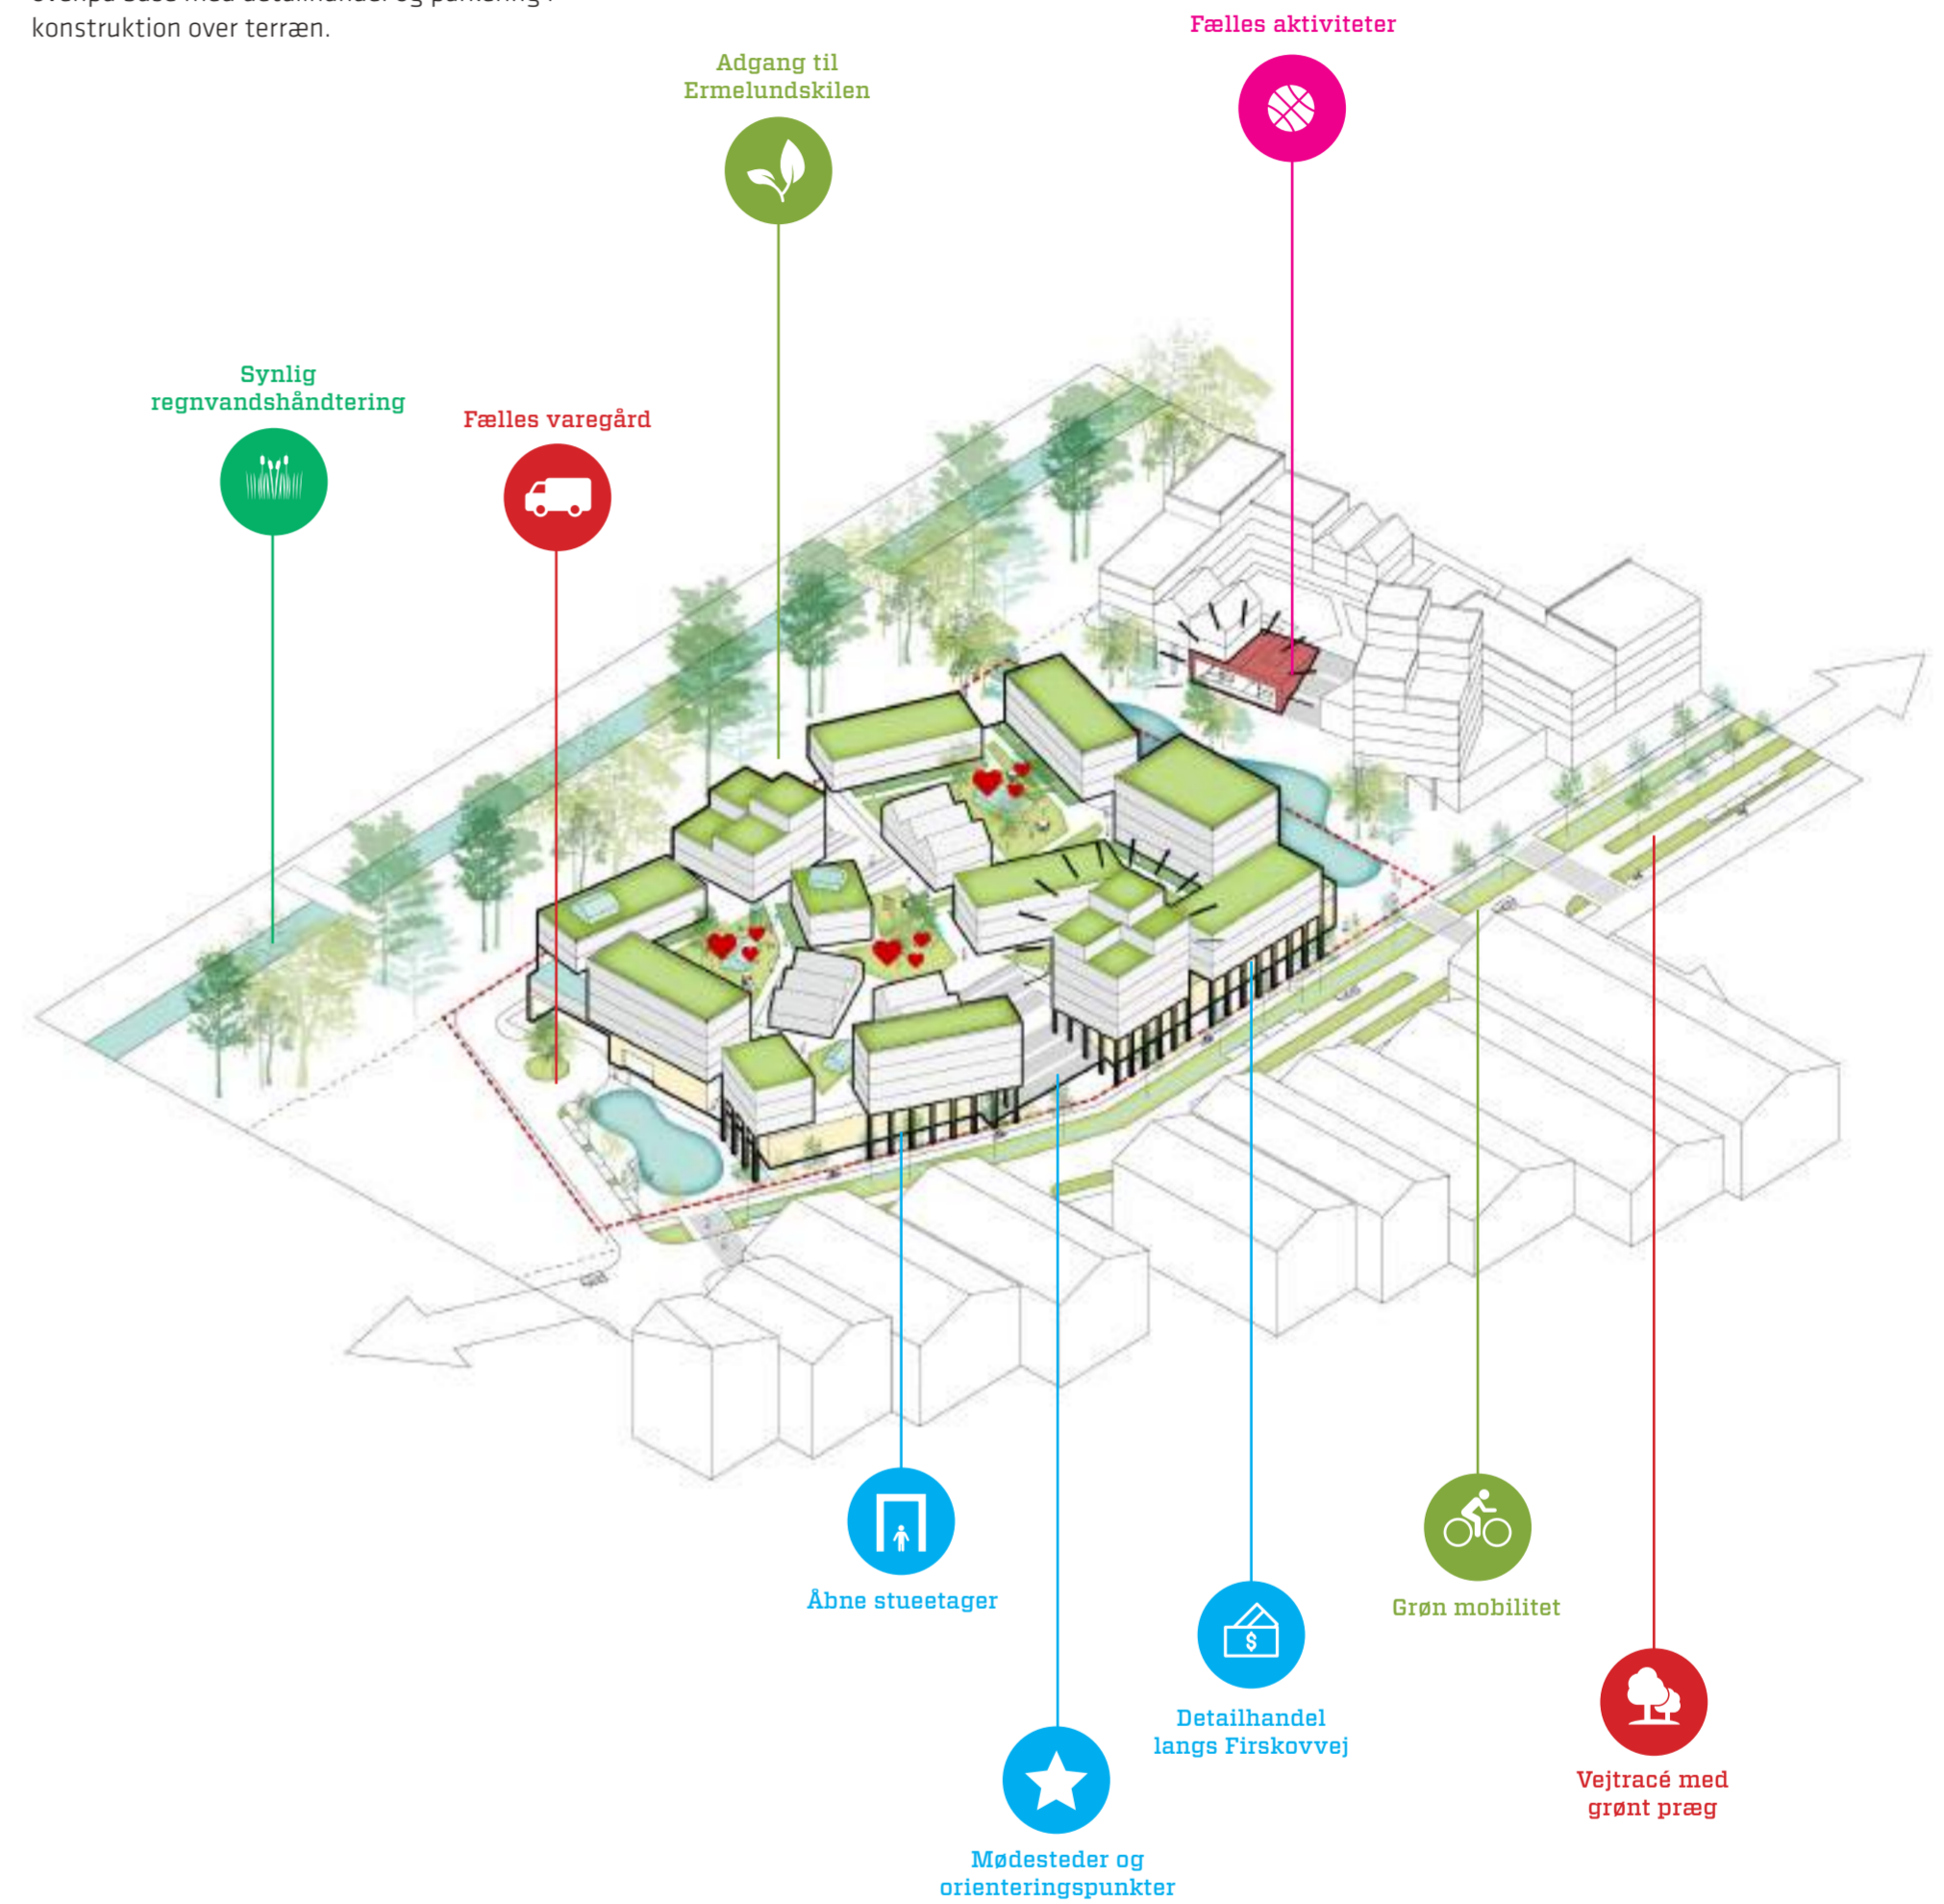 konstruktion over terræn.
Fælles aktiviteter
Adgang til
Ermelundskilen
Synlig
regnvandshåndtering
Fælles varegård
Åbne stueetager
Grøn mobilitet
Detailhandel
langs Firskovvej
Vejtracé med
grønt præg
Mødesteder og
orienteringspunkter
$